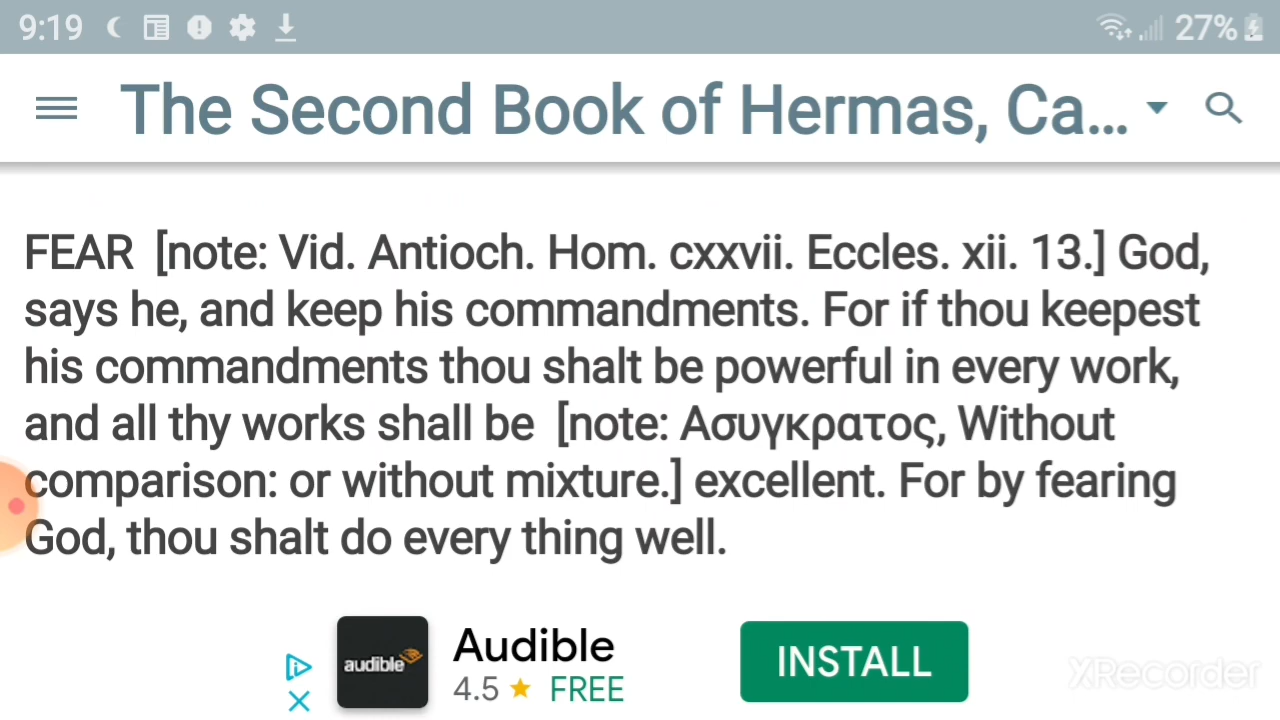 9:19 27%
The Second Book of Hermas, Ca...
FEAR [note: Vid. Antioch. Hom. cxxvii. Eccles. xii. 13.] God,
says he, and keep his commandments. For if thou keepest
his commandments thou shalt be powerful in every work,
and all thy works shall be [note: Ασυγκρατος, Without
comparison: or without mixture.] excellent. For by fearing
God, thou shalt do every thing well.
audible
Audible
4.5 ★ FREE
INSTALL
XRecorder